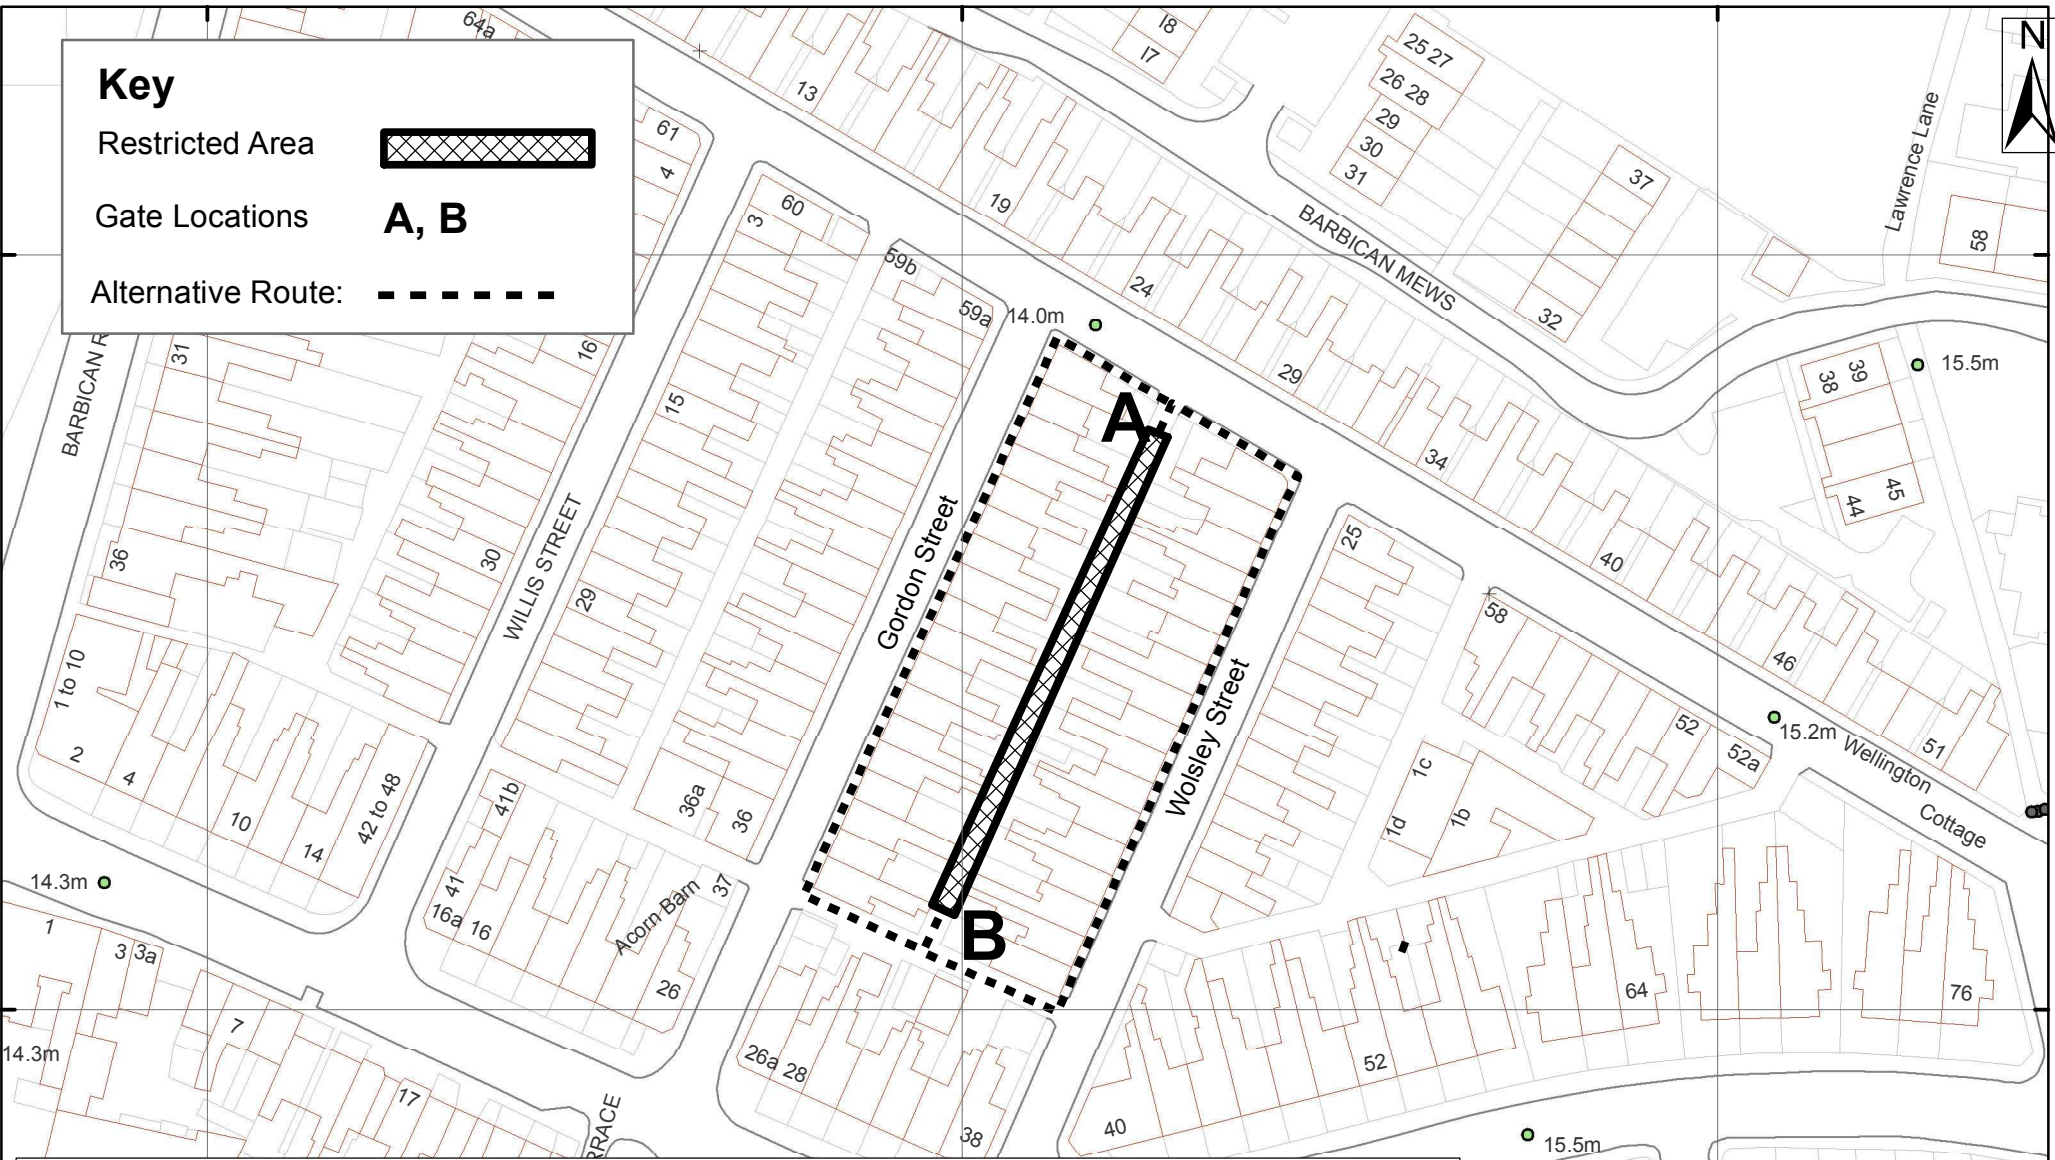 64a
Key
Restricted Area
Gate Locations A, B
Alternative Route:
N
18
17
25 27
26 28
29
30
31
13
61
4
37
Lawrence Lane
58
60
3
19
BARBICAN MEWS
59b
24
32
59a
14.0m
16
31
BARBICAN R
29
39
38
15.5m
15
A
34
45
44
Gordon Street
25
36
30
WILLIS STREET
29
40
58
1 to 10
Wolsley Street
46
52
15.2m
Wellington
51
52a
2
4
1c
41b
36a
36
42 to 48
10
1d
1b
Cottage
14
14.3m
41
37
Acorn Barn
16a
16
B
1
3
3a
26
64
76
7
14.3m
26a
28
52
17
RRACE
38
40
15.5m